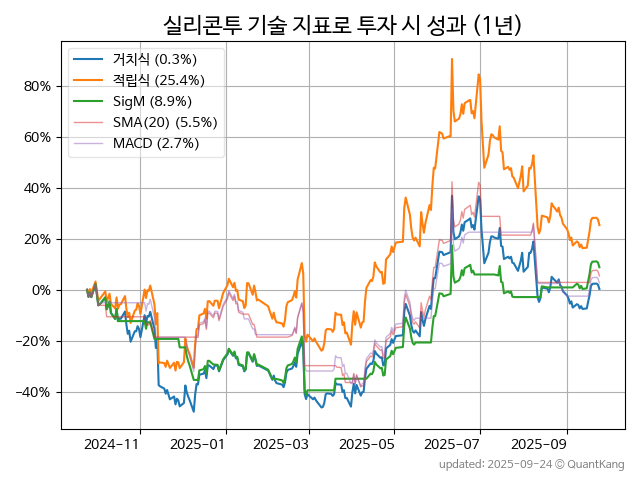 실리콘투 기술 지표로 투자 시 성과 (1년)
거치식 (0.3%)
적립식 (25.4%)
SigM (8.9%)
SMA(20) (5.5%)
MACD (2.7%)
80%
60%
40%
20%
0%
−20%
−40%
2024−11 2025−01 2025−03 2025−05 2025−07 2025−09
updated: 2025-09-24 © QuantKang